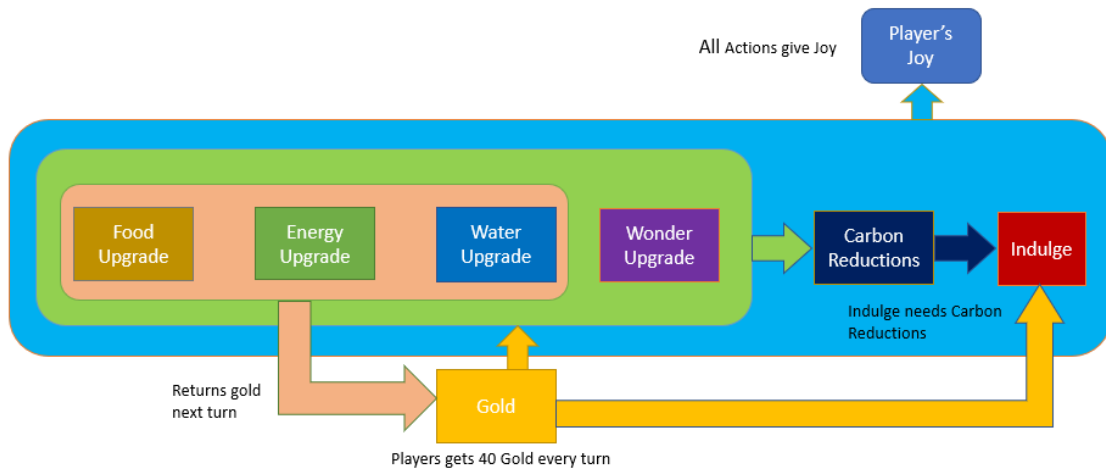 Player's
Joy
All Actions give Joy
Food
Upgrade
Energy
Upgrade
Water
Upgrade
Wonder
Upgrade
Carbon
Reductions
Indulge
Indulge needs Carbon
Reductions
Returns gold
next turn
Gold
Players gets 40 Gold every turn